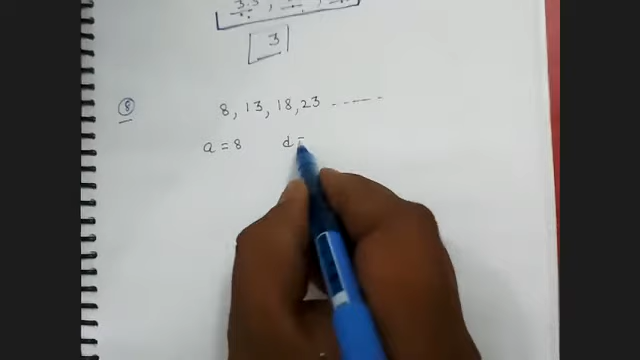 3
⑧ 8, 13, 18, 23 -------
a = 8 d =